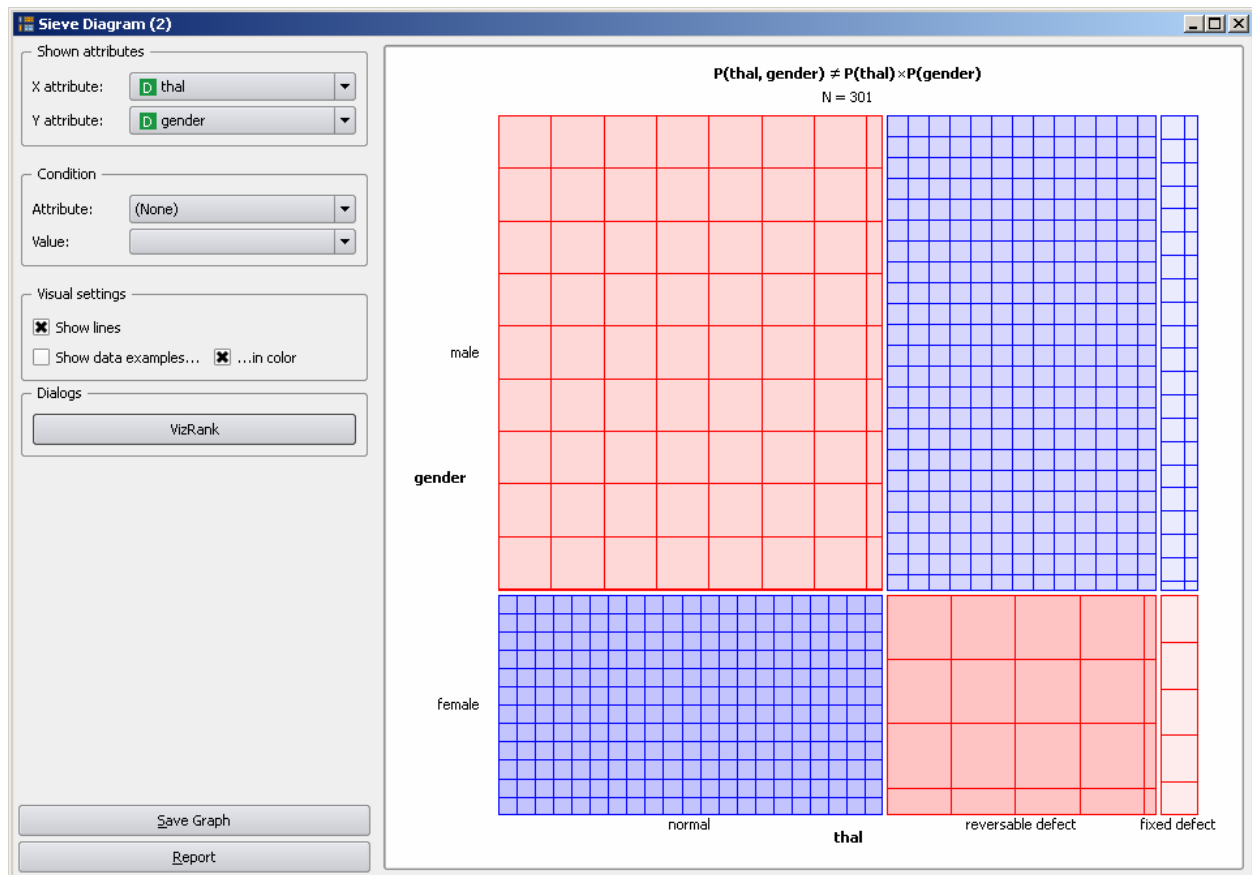 Sieve Diagram (2)
Shown attributes
X attribute:
D thal
Y attribute:
D gender
Condition
Attribute:
(None)
Value:
Visual settings
Show lines
Show data examples... ...in color
Dialogs
VizRank
Save Graph
Report
P(thal, gender) ≠ P(thal)×P(gender)
N = 301
male
gender
female
normal
reversable defect
fixed defect
thal